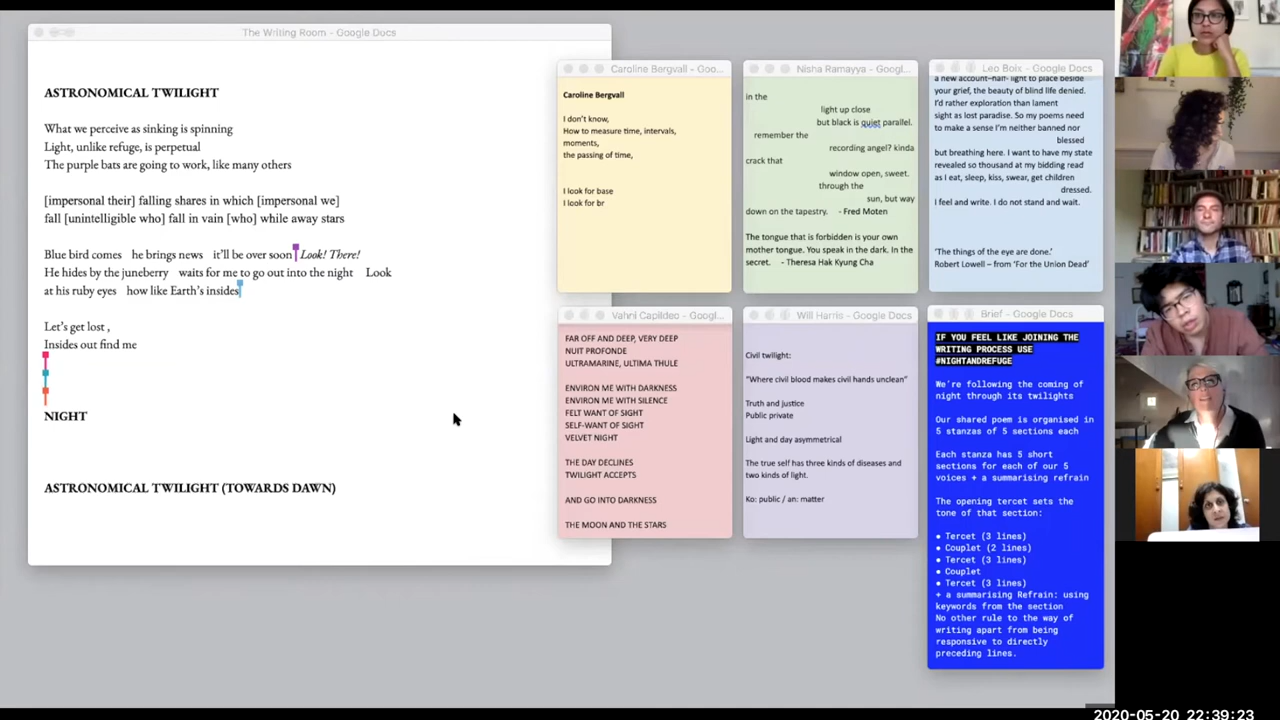 The Writing Room - Google Docs
ASTRONOMICAL TWILIGHT
What we perceive as sinking is spinning
Light, unlike refuge, is perpetual
The purple bats are going to work, like many others
[impersonal their] falling shares in which [impersonal we]
fall [unintelligible who] fall in vain [who] while away stars
Blue bird comes he brings news it'll be over soon Look! There!
He hides by the juneberry waits for me to go out into the night Look
at his ruby eyes how like Earth's insides
Let's get lost ,
Insides out find me
NIGHT
ASTRONOMICAL TWILIGHT (TOWARDS DAWN)
Caroline Bergvall - Goo...
Caroline Bergvall
I don't know,
How to measure time, intervals,
moments,
the passing of time,
I look for base
I look for br
Nisha Ramayya - Googl...
in the
light up close
but black is quiet parallel.
remember the
recording angel? kinda
crack that
window open, sweet.
through the
sun, but way
down on the tapestry. - Fred Moten
The tongue that is forbidden is your own
mother tongue. You speak in the dark. In the
secret. - Theresa Hak Kyung Cha
Leo Boix - Google Docs
a new account–half- light to place beside
your grief, the beauty of blind life denied.
I'd rather exploration than lament
sight as lost paradise. So my poems need
to make a sense I'm neither banned nor
blessed
but breathing here. I want to have my state
revealed so thousand at my bidding read
as I eat, sleep, kiss, swear, get children
dressed.
I feel and write. I do not stand and wait.
'The things of the eye are done.'
Robert Lowell – from 'For the Union Dead'
Vahni Capildeo - Googl...
FAR OFF AND DEEP, VERY DEEP
NUIT PROFONDE
ULTRAMARINE, ULTIMA THULE
ENVIRON ME WITH DARKNESS
ENVIRON ME WITH SILENCE
FELT WANT OF SIGHT
SELF-WANT OF SIGHT
VELVET NIGHT
THE DAY DECLINES
TWILIGHT ACCEPTS
AND GO INTO DARKNESS
THE MOON AND THE STARS
Will Harris - Google Docs
Civil twilight:
"Where civil blood makes civil hands unclean"
Truth and justice
Public private
Light and day asymmetrical
The true self has three kinds of diseases and
two kinds of light.
Ko: public / an: matter
Brief - Google Docs
IF YOU FEEL LIKE JOINING THE
WRITING PROCESS USE
#NIGHTANDREFUGE
We're following the coming of
night through its twilights
Our shared poem is organised in
5 stanzas of 5 sections each
Each stanza has 5 short
sections for each of our 5
voices + a summarising refrain
The opening tercet sets the
tone of that section:
● Tercet (3 lines)
● Couplet (2 lines)
● Tercet (3 lines)
● Couplet
● Tercet (3 lines)
+ a summarising Refrain: using
keywords from the section
No other rule to the way of
writing apart from being
responsive to directly
preceding lines.
2020-05-20 22:39:23